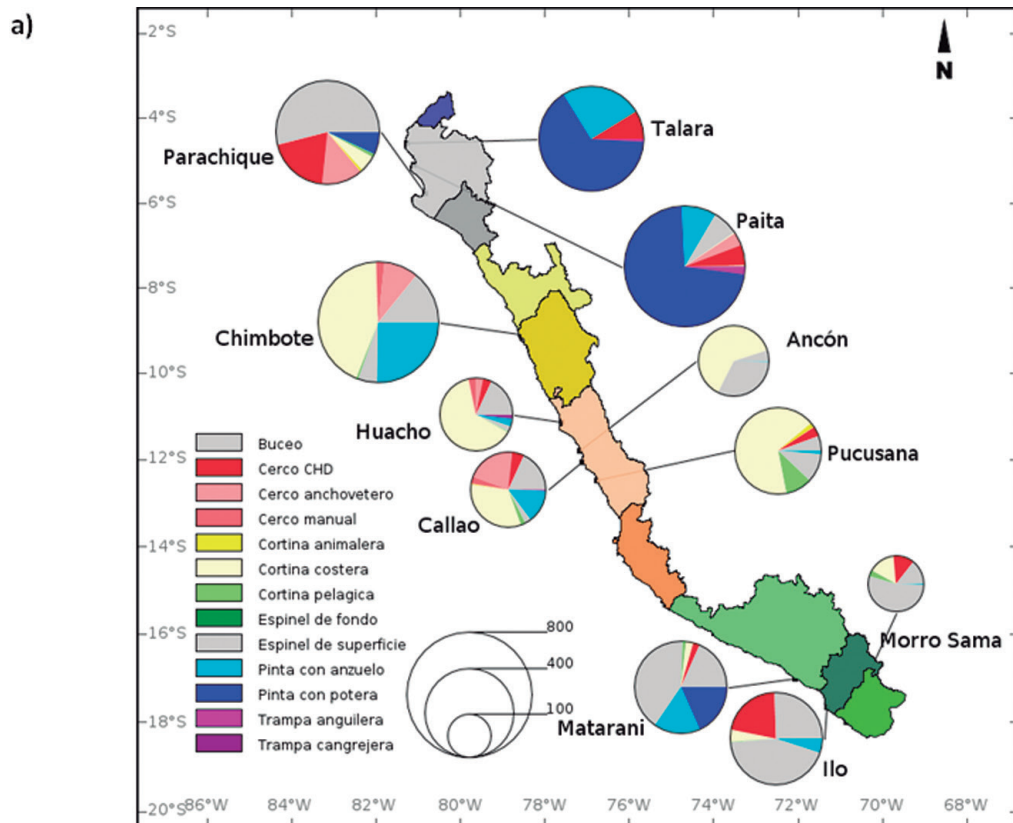 a)
2°S
N
4°S
Talara
Parachique
6°S
Paita
8°S
Chimbote
Ancón
10°S
Huacho
Pucusana
12°S
Callao
Buceo
Cerco CHD
Cerco anchovetero
Cerco manual
Cortina animalera
Cortina costera
Cortina pelagica
Espinel de fondo
Espinel de superficie
Pinta con anzuelo
Pinta con potera
Trampa anguilera
Trampa cangrejera
14°S
16°S
800
400
100
Morro Sama
Matarani
18°S
Ilo
20°S
86°W 84°W 82°W 80°W 78°W 76°W 74°W 72°W 70°W 68°W